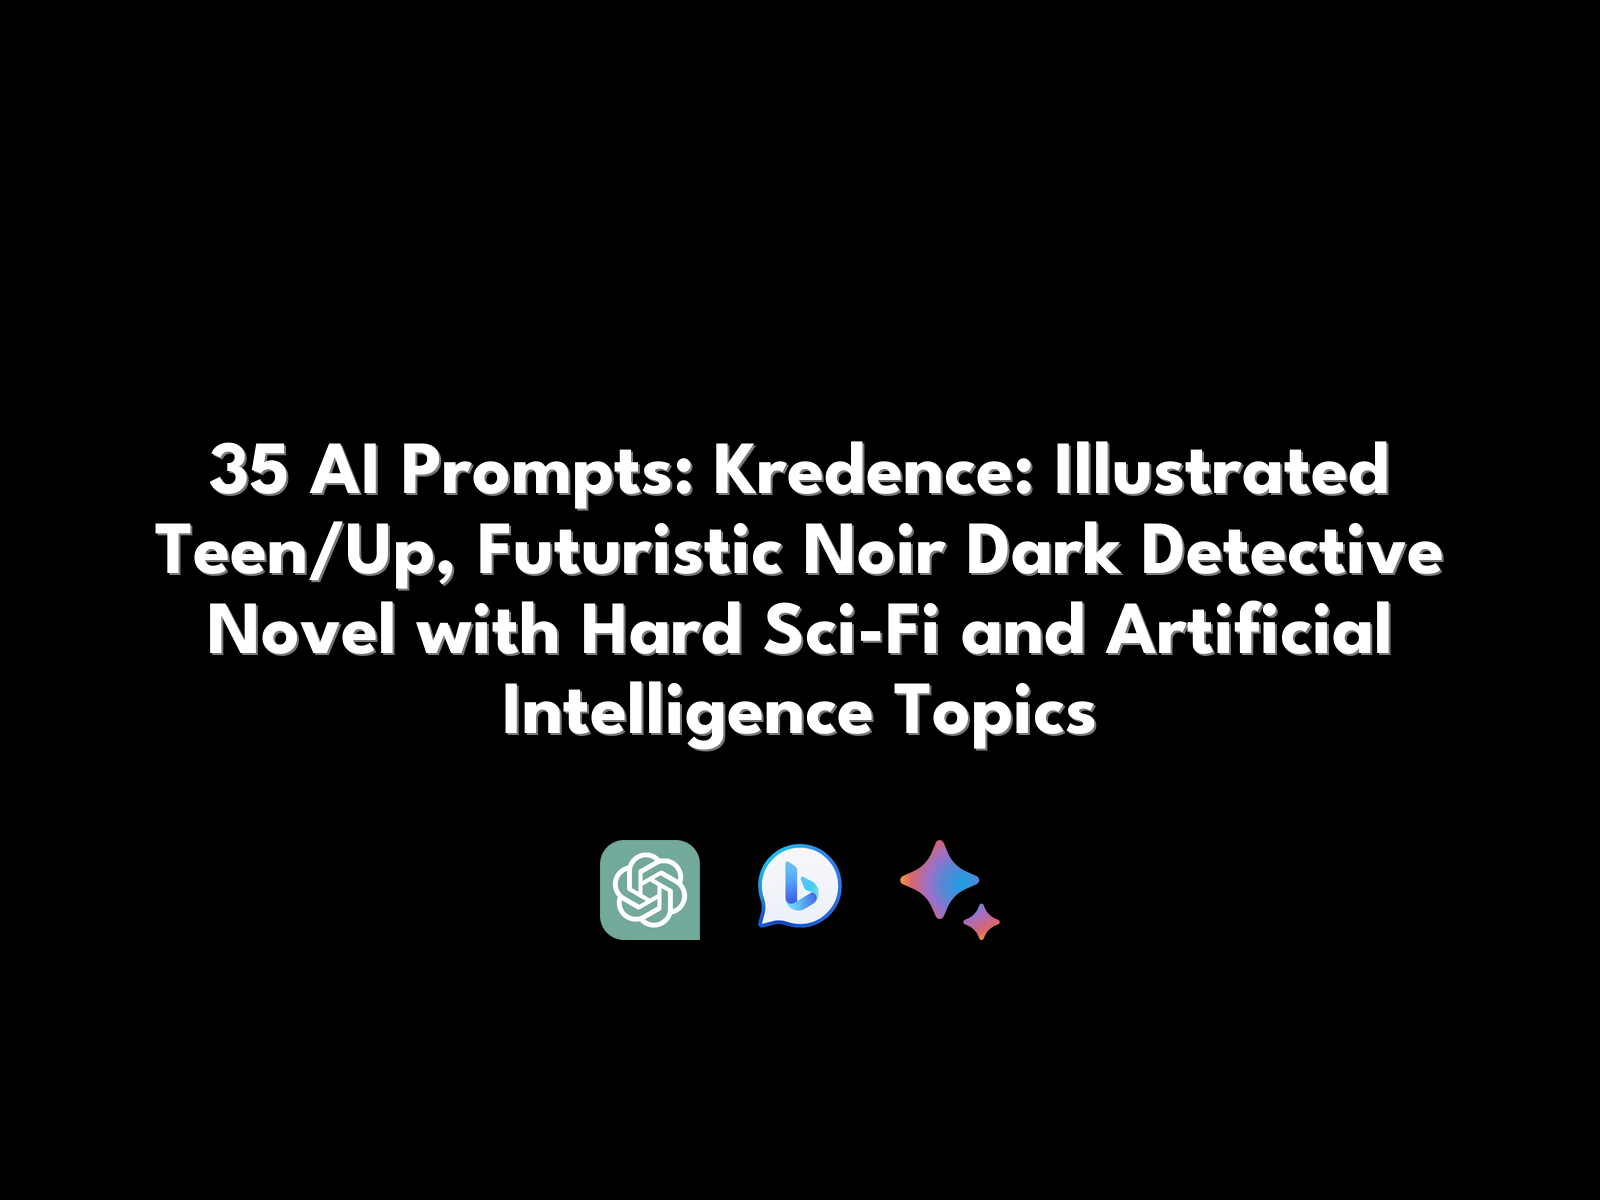 35 AI Prompts: Kredence: Illustrated
Teen/Up, Futuristic Noir Dark Detective
Novel with Hard Sci-Fi and Artificial
Intelligence Topics